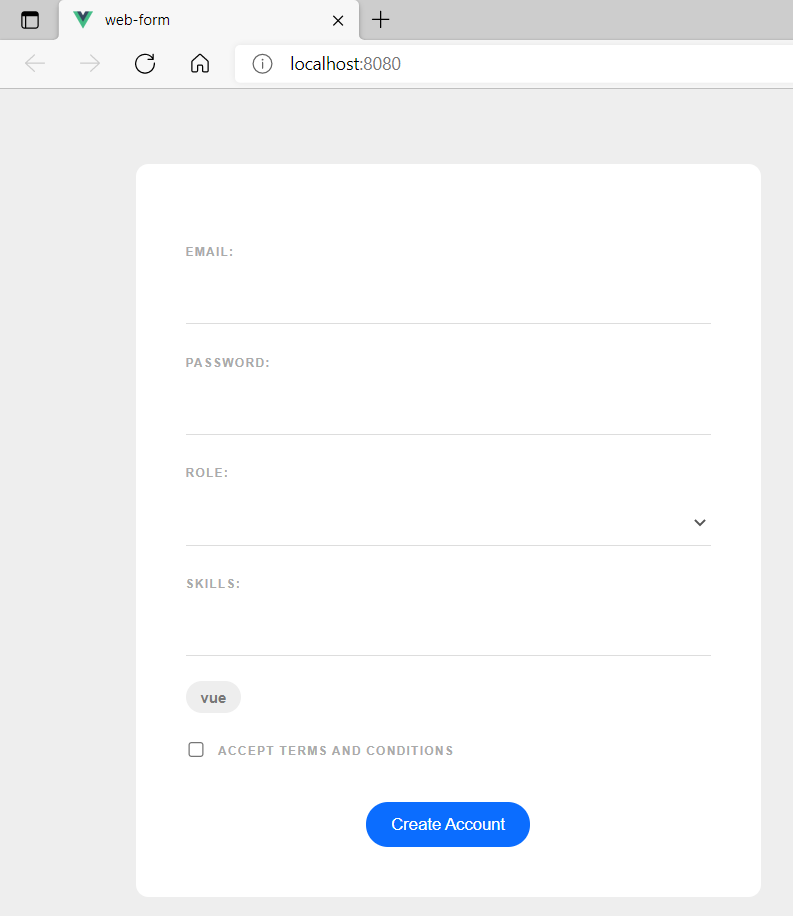 web-form
localhost:8080
EMAIL:
PASSWORD:
ROLE:
SKILLS:
vue
ACCEPT TERMS AND CONDITIONS
Create Account